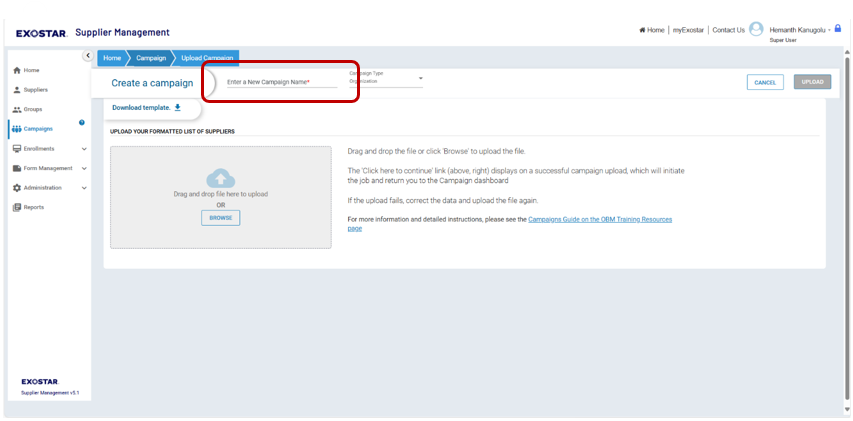 EXOSTAR. Supplier Management
Home | myExostar | Contact Us
Hemanth Kanugolu
Super User
Home
Campaign
Upload Campaign
Home
Suppliers
Groups
Campaigns
Enrollments
Form Management
Administration
Reports
Create a campaign
Enter a New Campaign Name*
Campaign Type
Organization
CANCEL
UPLOAD
Download template.
UPLOAD YOUR FORMATTED LIST OF SUPPLIERS
Drag and drop file here to upload
OR
BROWSE
Drag and drop the file or click 'Browse' to upload the file.
The 'Click here to continue' link (above, right) displays on a successful campaign upload, which will initiate
the job and return you to the Campaign dashboard
If the upload fails, correct the data and upload the file again.
For more information and detailed instructions, please see the Campaigns Guide on the OBM Training Resources
page
EXOSTAR.
Supplier Management v5.1